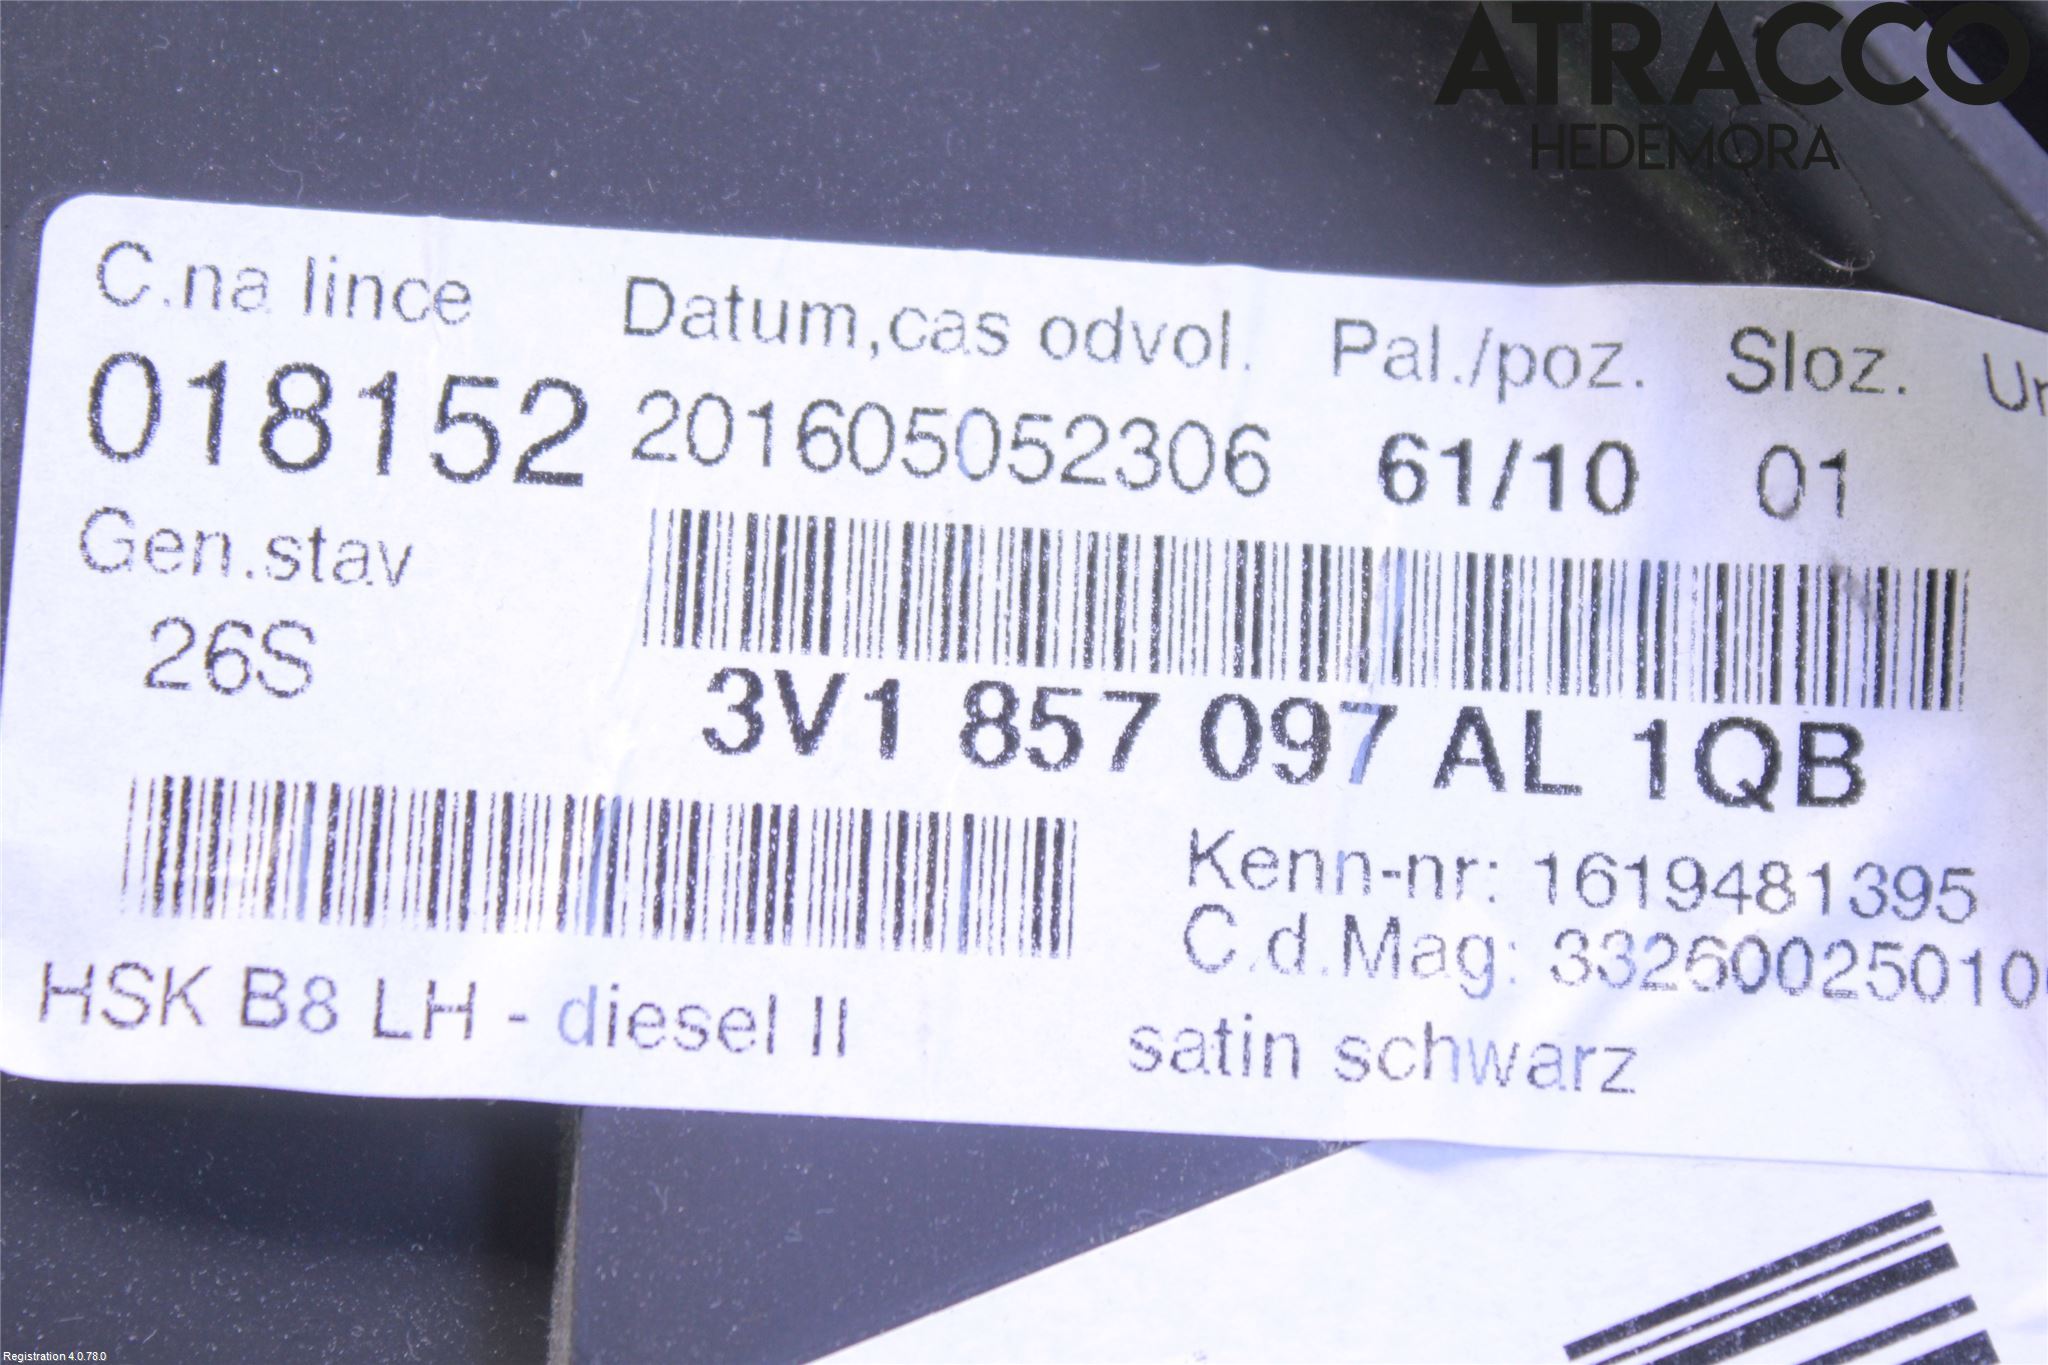 ATRACCO
HEDEMORA
C.na lince Datum,cas odvol. Pal./poz. Sloz.
018152 201605052306 61/10 01
Gen.stav
26S
3V1 857 097 AL 1QB
Kenn-nr: 1619481395
C.d.Mag: 332600250100
HSK B8 LH - diesel II
satin schwarz
Registration 4.0.78.0